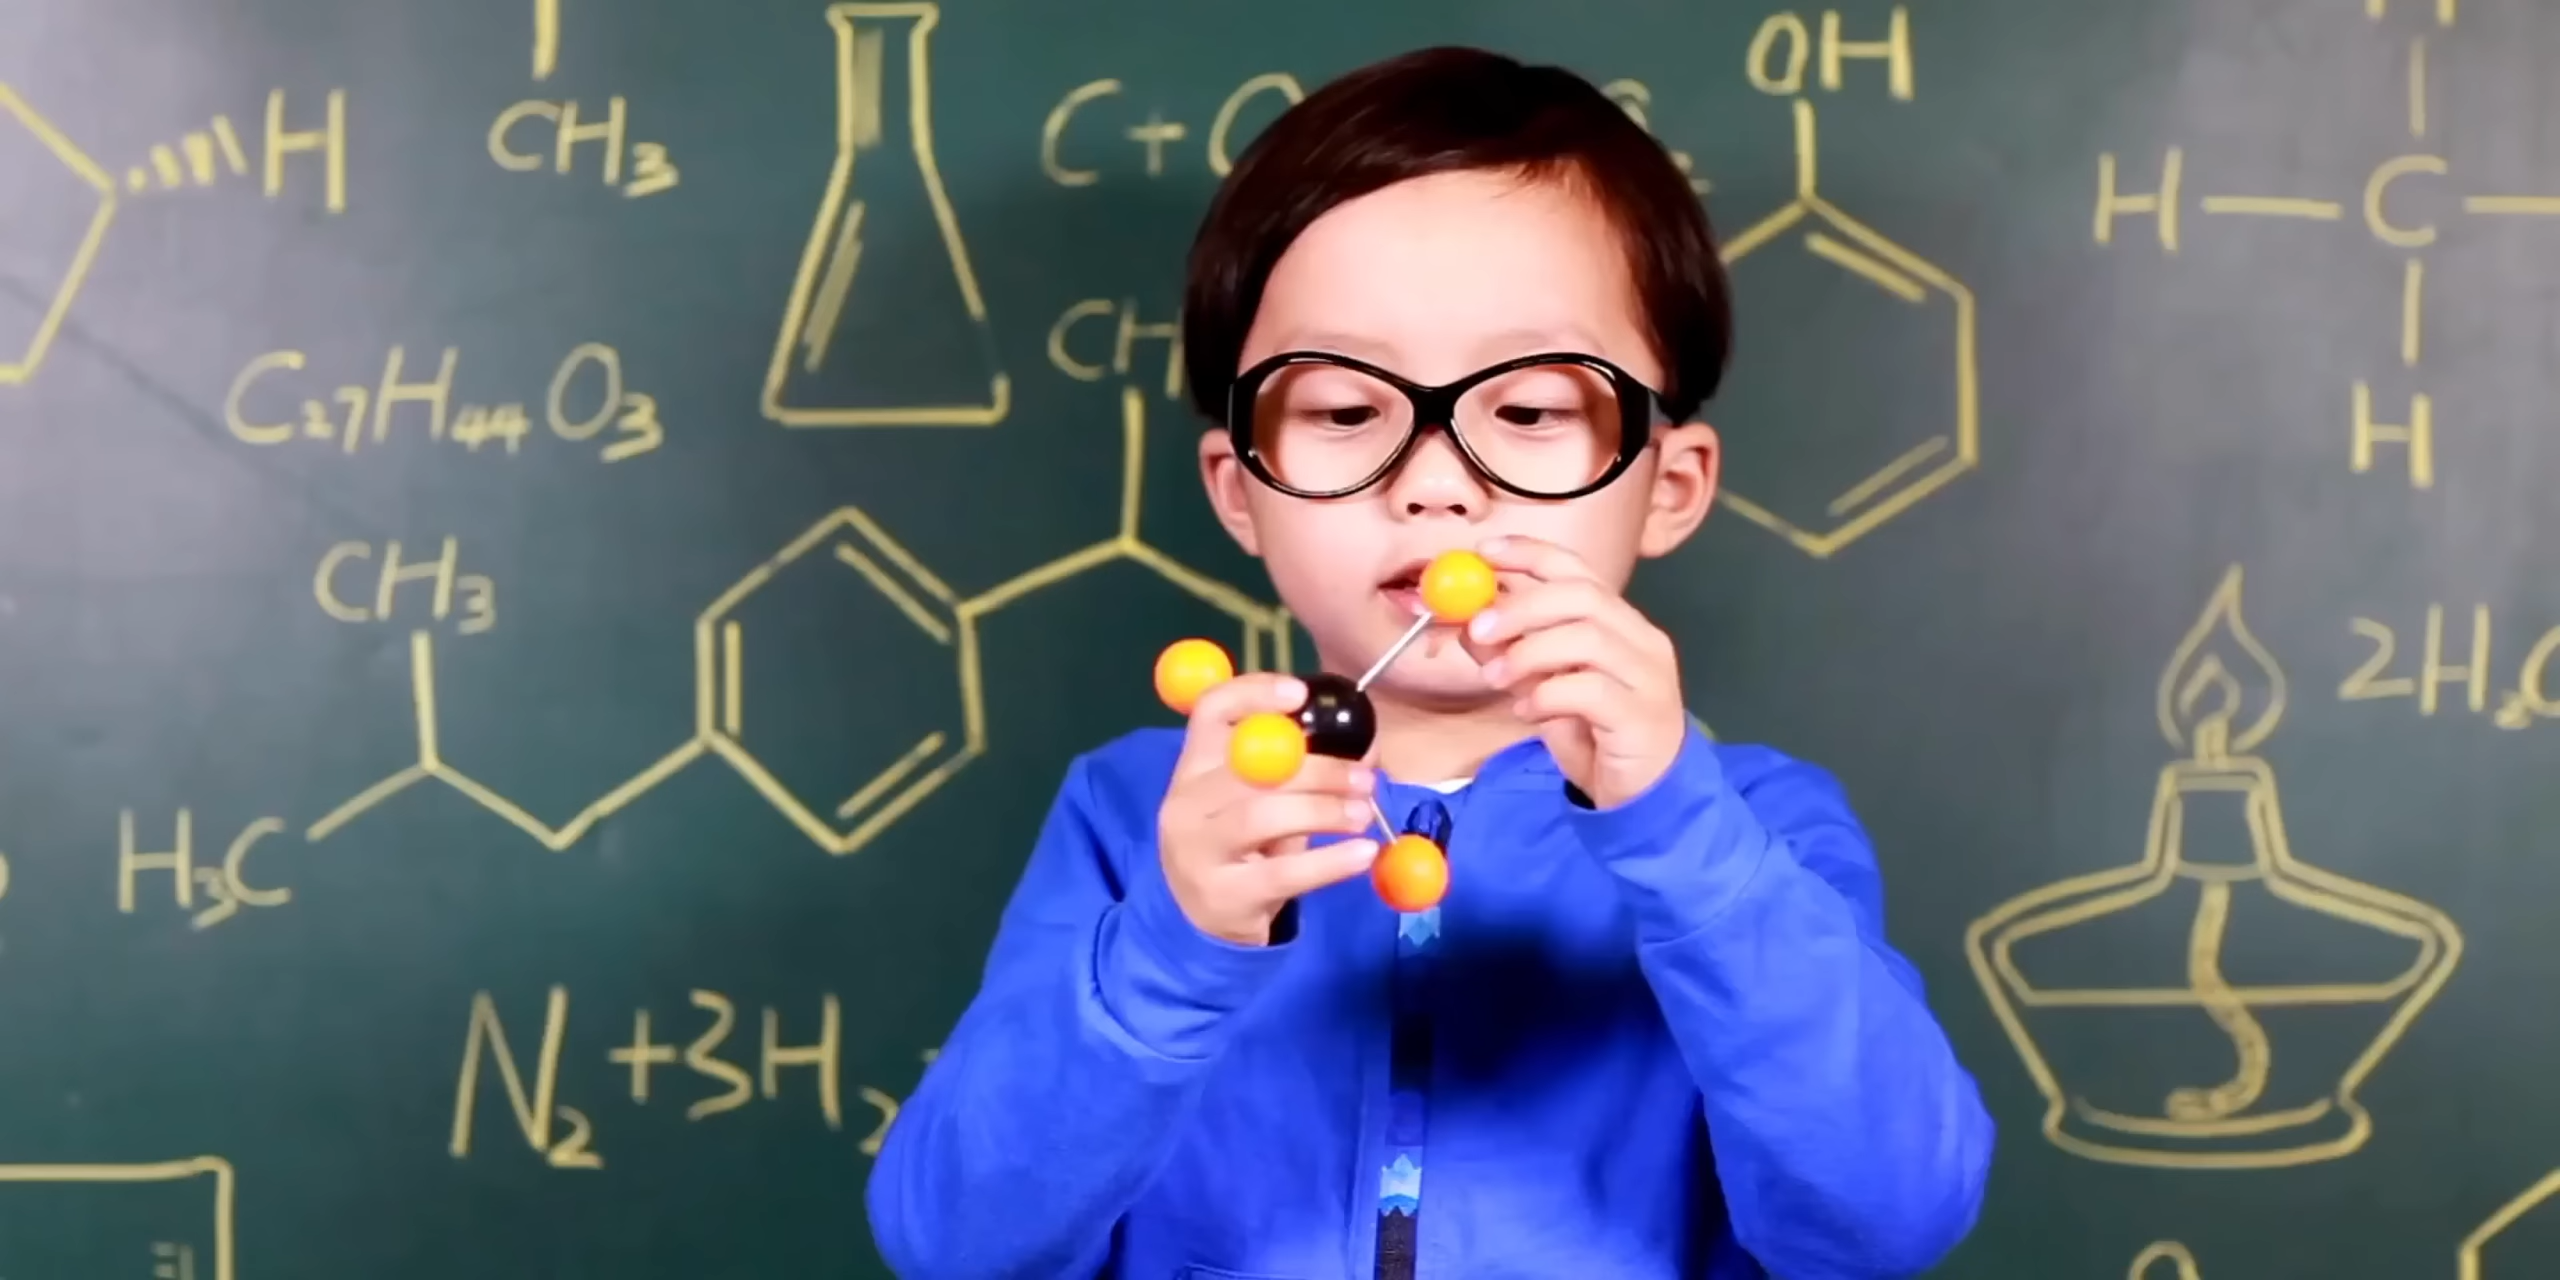 H
CH₃
C+O
OH
H—C—
H
C₂₇H₄₄O₃
CH
CH₃
H₃C
2H₂O
N₂+3H₂